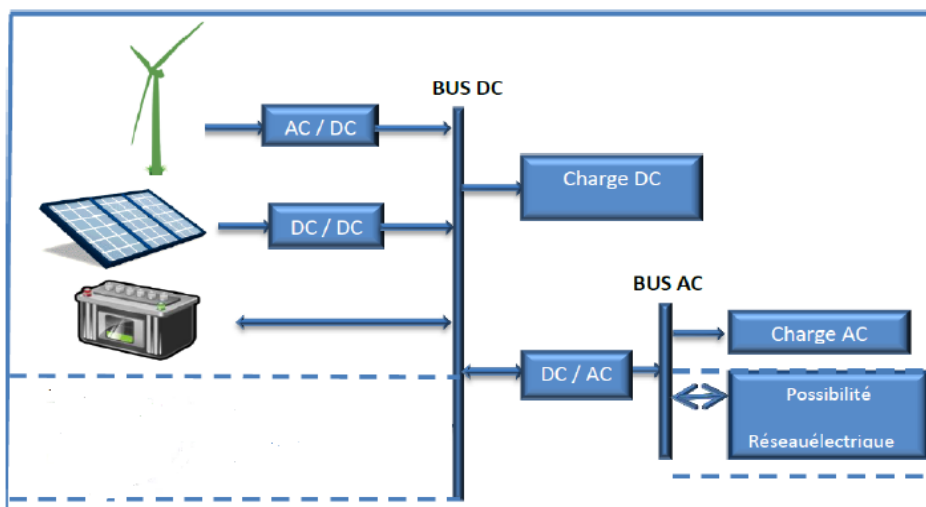 BUS DC
AC / DC
Charge DC
DC / DC
BUS AC
Charge AC
DC / AC
Possibilité
Réseauélectrique